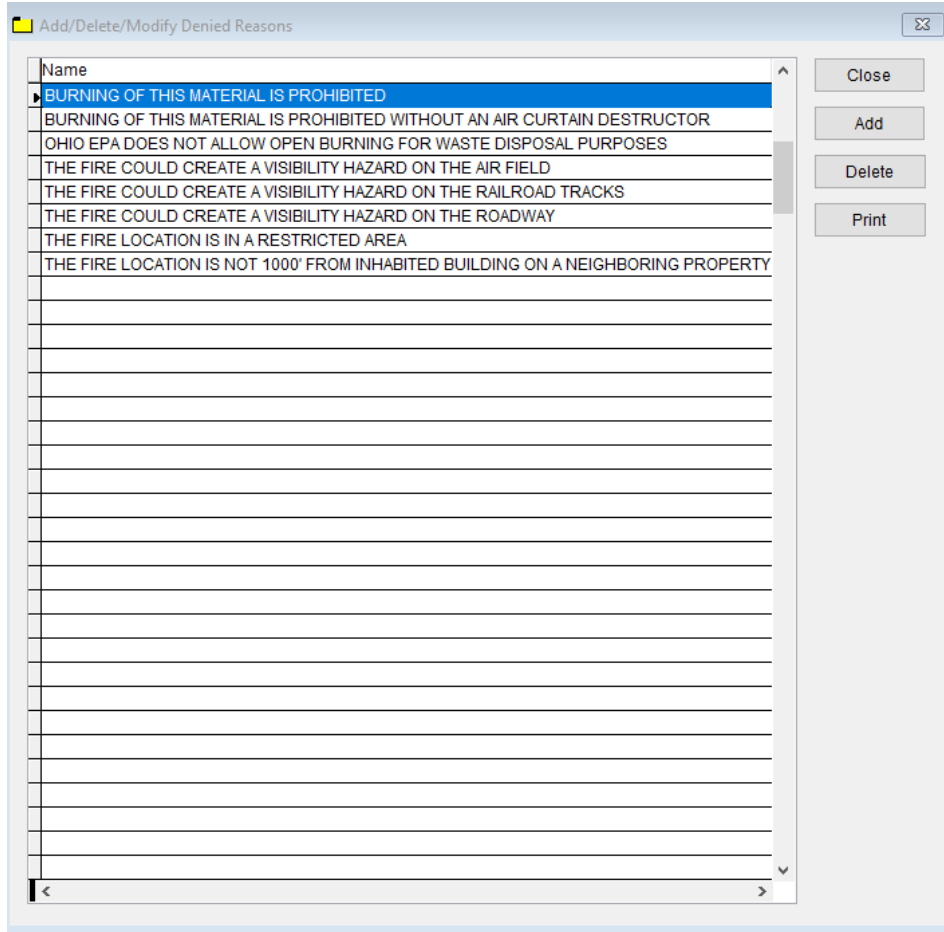 Add/Delete/Modify Denied Reasons
Name
BURNING OF THIS MATERIAL IS PROHIBITED
BURNING OF THIS MATERIAL IS PROHIBITED WITHOUT AN AIR CURTAIN DESTRUCTOR
OHIO EPA DOES NOT ALLOW OPEN BURNING FOR WASTE DISPOSAL PURPOSES
THE FIRE COULD CREATE A VISIBILITY HAZARD ON THE AIR FIELD
THE FIRE COULD CREATE A VISIBILITY HAZARD ON THE RAILROAD TRACKS
THE FIRE COULD CREATE A VISIBILITY HAZARD ON THE ROADWAY
THE FIRE LOCATION IS IN A RESTRICTED AREA
THE FIRE LOCATION IS NOT 1000' FROM INHABITED BUILDING ON A NEIGHBORING PROPERTY
Close
Add
Delete
Print